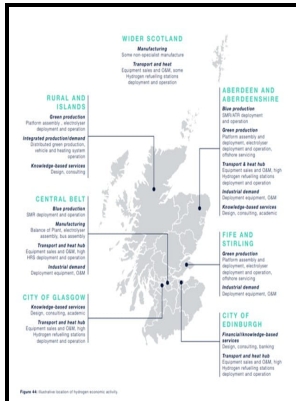 WIDER SCOTLAND
Manufacturing
Some non-specialist manufacture
Transport and heat
Equipment sales and O&M, some
Hydrogen refuelling stations
deployment and operation
RURAL AND
ISLANDS
Green production
Platform assembly , electrolyser
deployment and operation
Integrated production/demand
Distributed green production,
vehicle and heating system
operation
Knowledge-based services
Design, consulting
CENTRAL BELT
Blue production
SMR deployment and operation
Manufacturing
Balance of Plant, electrolyser
assembly, bus assembly
Transport and heat hub
Equipment sales and O&M, high
HRS deployment and operation
Industrial demand
Deployment equipment, O&M
CITY OF GLASGOW
Knowledge-based services
Design, consulting, academic
Transport and heat hub
Equipment sales and O&M, high
Hydrogen refuelling stations
deployment and operation
ABERDEEN AND
ABERDEENSHIRE
Blue production
SMR/ATR deployment
and operation
Green production
Platform assembly and
deployment, electrolyser
deployment and operation,
offshore servicing
Transport & heat hub
Equipment sales and O&M, high
Hydrogen refuelling stations
deployment and operation
Industrial demand
Deployment equipment, O&M
Knowledge-based services
Design, consulting, academic
FIFE AND
STIRLING
Green production
Platform assembly and
deployment, electrolyser
deployment and operation,
offshore servicing
Industrial demand
Deployment equipment, O&M
CITY OF
EDINBURGH
Financial/knowledge-based
services
Design, consulting, banking
Transport and heat hub
Equipment sales and O&M, high
Hydrogen refuelling stations
deployment and operation
Figure 44: Illustrative location of hydrogen economic activity